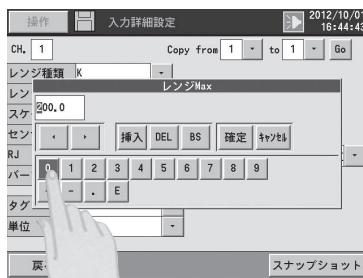 操作 入力詳細設定 2012/10/01
16:44:43
CH. 1 Copy from 1 to 1 Go
レンジ種類 K
レン レンジMax
スケ 200.0
セン 挿入 DEL BS 確定 キャンセル
RJ
バー 0 1 2 3 4 5 6 7 8 9
- . E
タグ
単位
戻 スナップショット